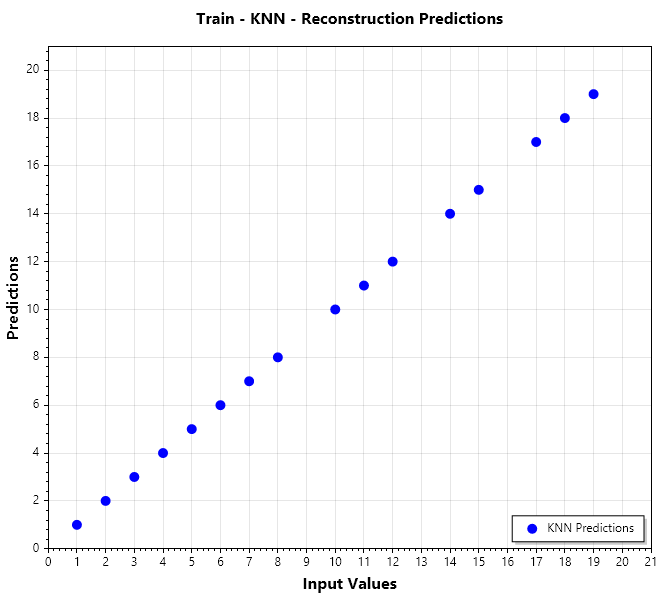 Train - KNN - Reconstruction Predictions
20
18
16
14
12
10
8
6
4
2
0
Predictions
0 1 2 3 4 5 6 7 8 9 10 11 12 13 14 15 16 17 18 19 20 21
Input Values
KNN Predictions